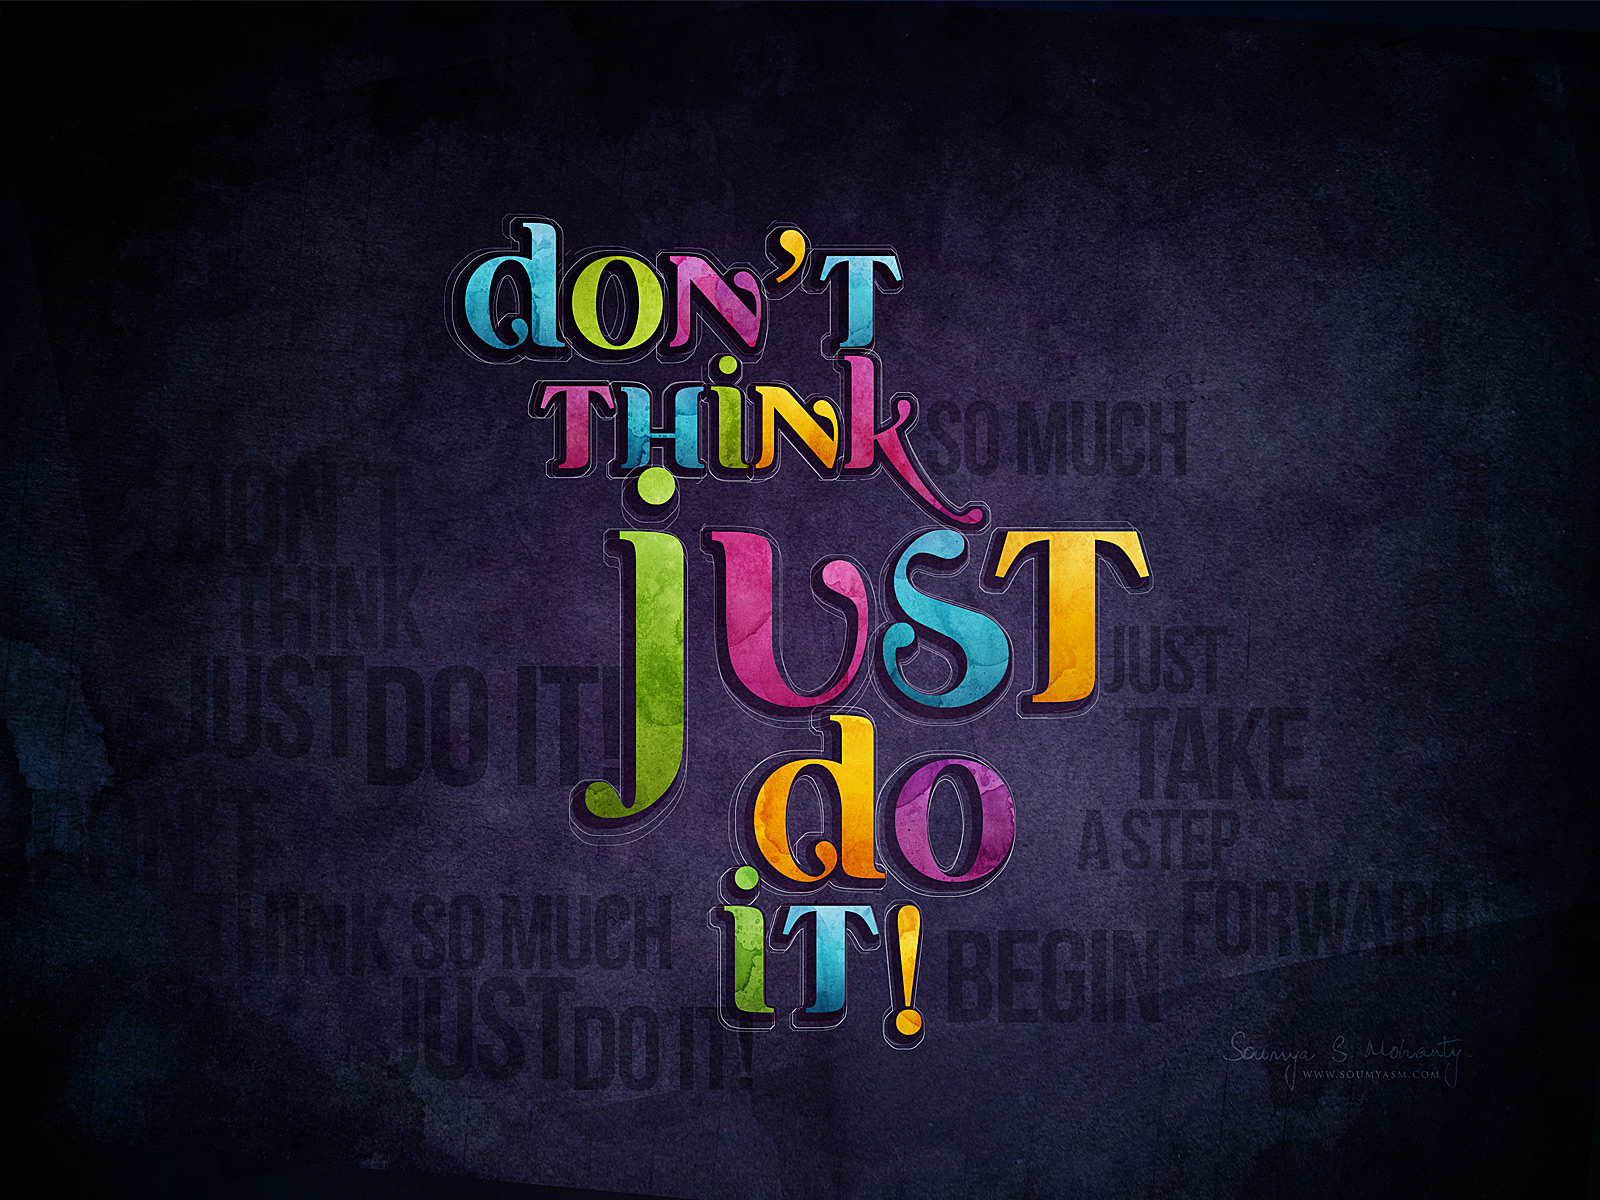 don't
think
just
do
it!
SO MUCH
DON'T
THINK
JUST DO IT!
DON'T
THINK SO MUCH
JUST DO IT!
JUST
TAKE
A STEP
FORWARD
BEGIN
Soumya S. Mohanty
WWW.SOUMYASM.COM